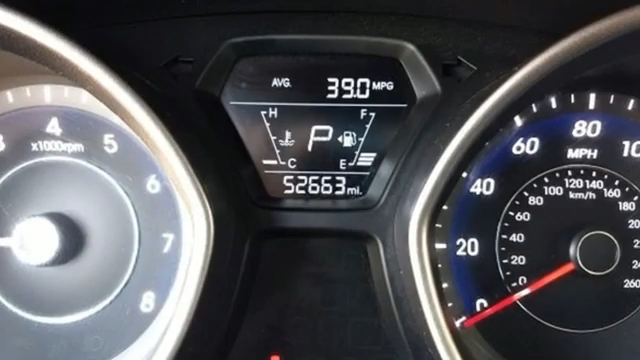 AVG. 39.0 MPG
H F
P
C E
52663 mi.
4 5 6 7 8
x1000rpm
0 20 40 60 80
MPH
0 20 40 60 80 100 120 140 160 180
km/h
260